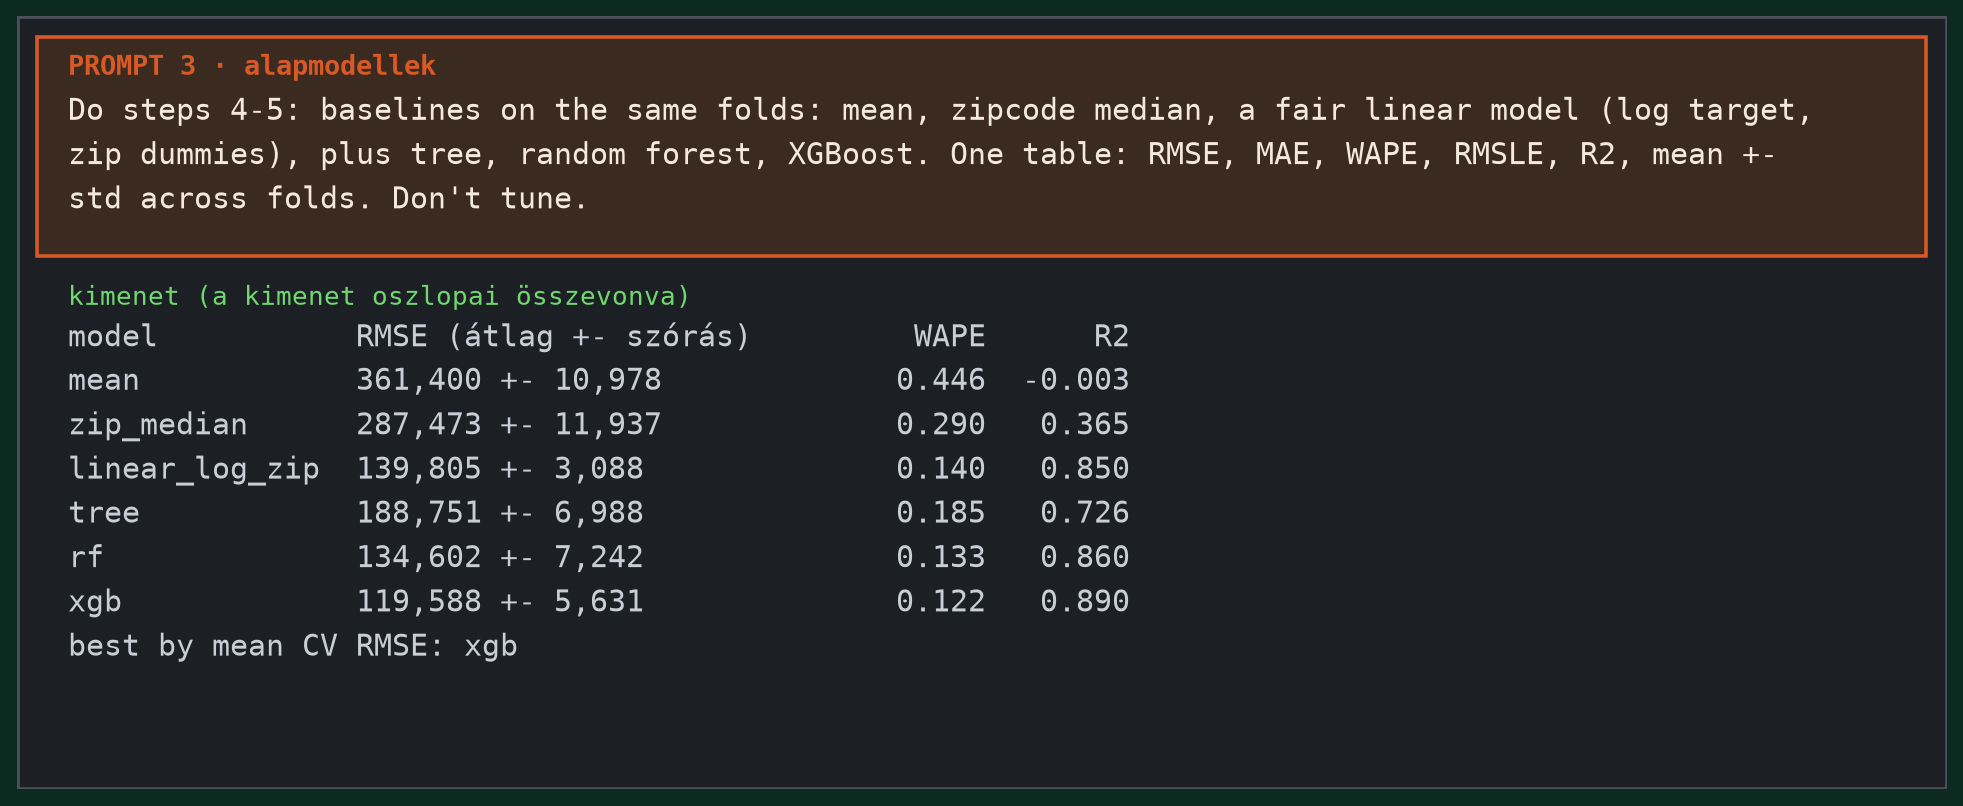 PROMPT 3 · alapmodellek
Do steps 4-5: baselines on the same folds: mean, zipcode median, a fair linear model (log target,
zip dummies), plus tree, random forest, XGBoost. One table: RMSE, MAE, WAPE, RMSLE, R2, mean +-
std across folds. Don't tune.
kimenet (a kimenet oszlopai összevonva)
model RMSE (átlag +- szórás) WAPE R2
mean 361,400 +- 10,978 0.446 -0.003
zip_median 287,473 +- 11,937 0.290 0.365
linear_log_zip 139,805 +- 3,088 0.140 0.850
tree 188,751 +- 6,988 0.185 0.726
rf 134,602 +- 7,242 0.133 0.860
xgb 119,588 +- 5,631 0.122 0.890
best by mean CV RMSE: xgb